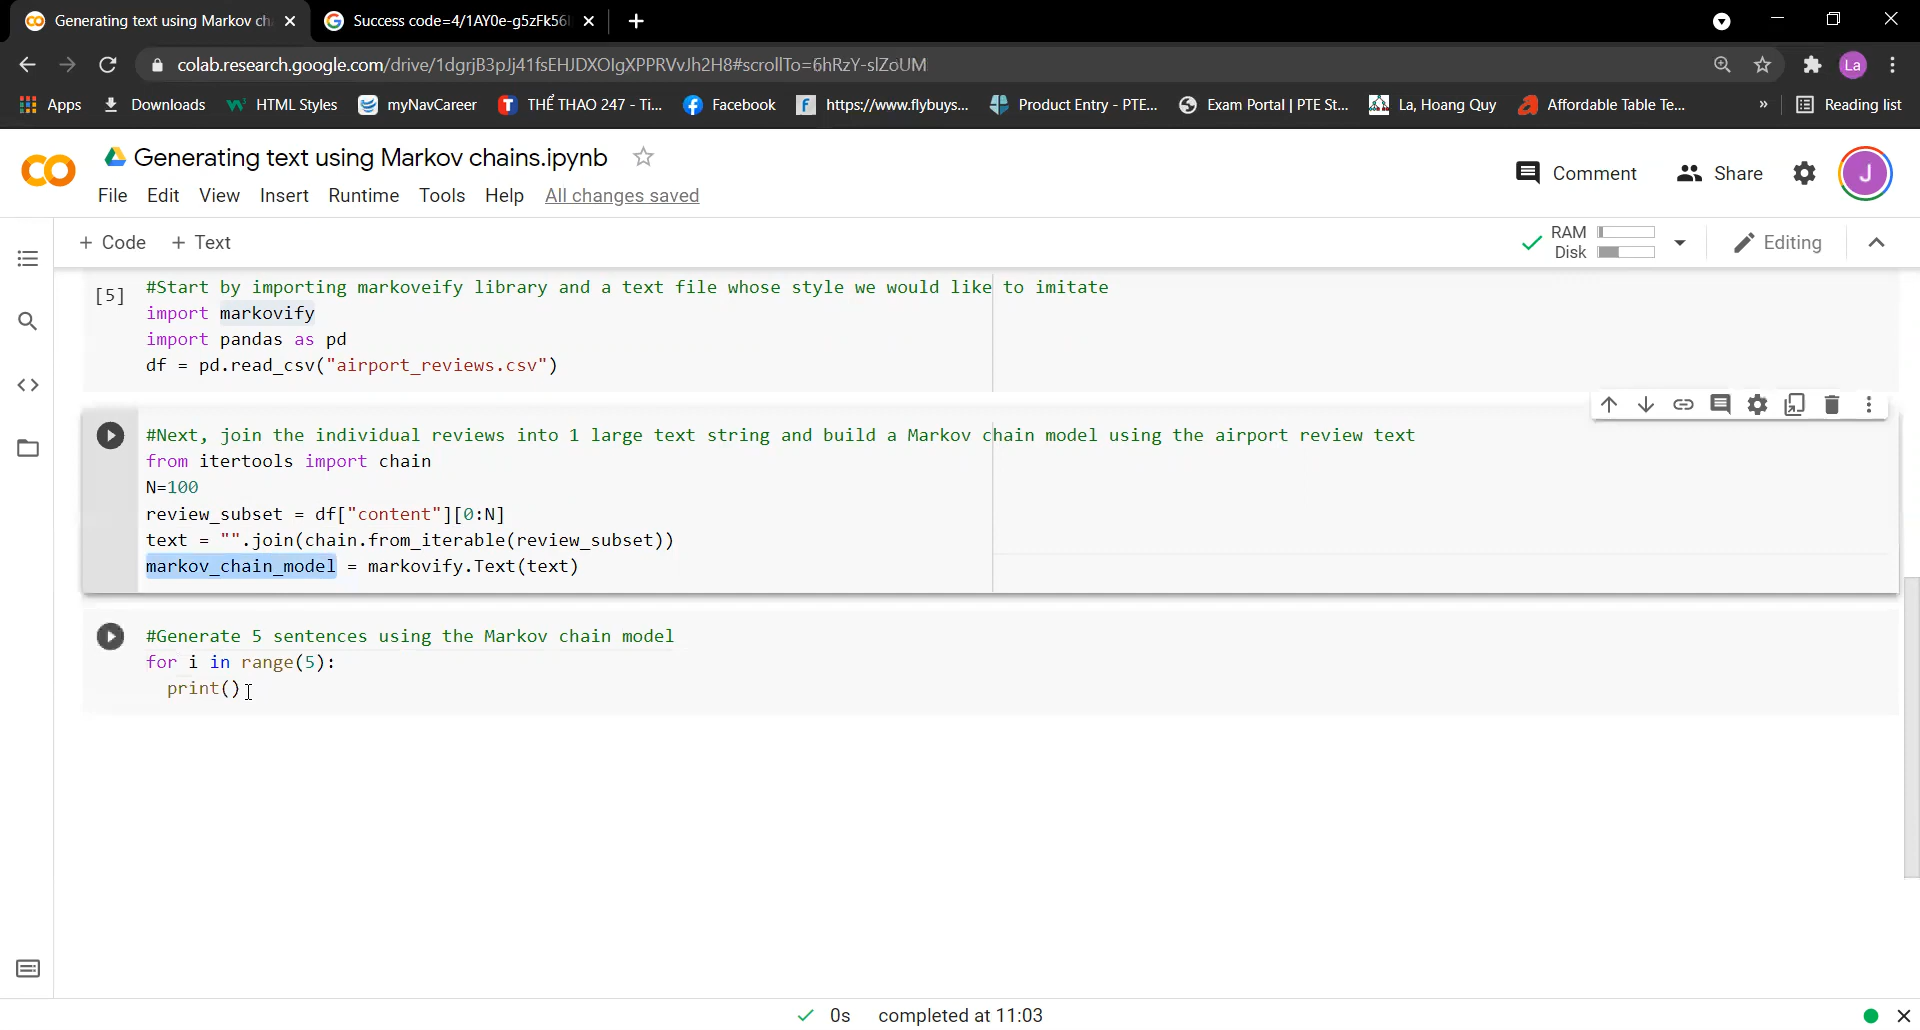 Generating text using Markov ch
Success code=4/1AY0e-g5zFk56
colab.research.google.com/drive/1dgrjB3pJj41fsEHJDXOIgXPPRVvJh2H8#scrollTo=6hRzY-slZoUM
La
Apps
Downloads
HTML Styles
myNavCareer
THỂ THAO 247 - Ti...
Facebook
https://www.flybuys...
Product Entry - PTE...
Exam Portal | PTE St...
La, Hoang Quy
Affordable Table Te...
»
Reading list
Generating text using Markov chains.ipynb
Comment
Share
J
File Edit View Insert Runtime Tools Help All changes saved
+ Code + Text
RAM
Disk
Editing
[5]
#Start by importing markoveify library and a text file whose style we would like to imitate
import markovify
import pandas as pd
df = pd.read_csv("airport_reviews.csv")
#Next, join the individual reviews into 1 large text string and build a Markov chain model using the airport review text
from itertools import chain
N=100
review_subset = df["content"][0:N]
text = "".join(chain.from_iterable(review_subset))
markov_chain_model = markovify.Text(text)
#Generate 5 sentences using the Markov chain model
for i in range(5):
print()
0s completed at 11:03